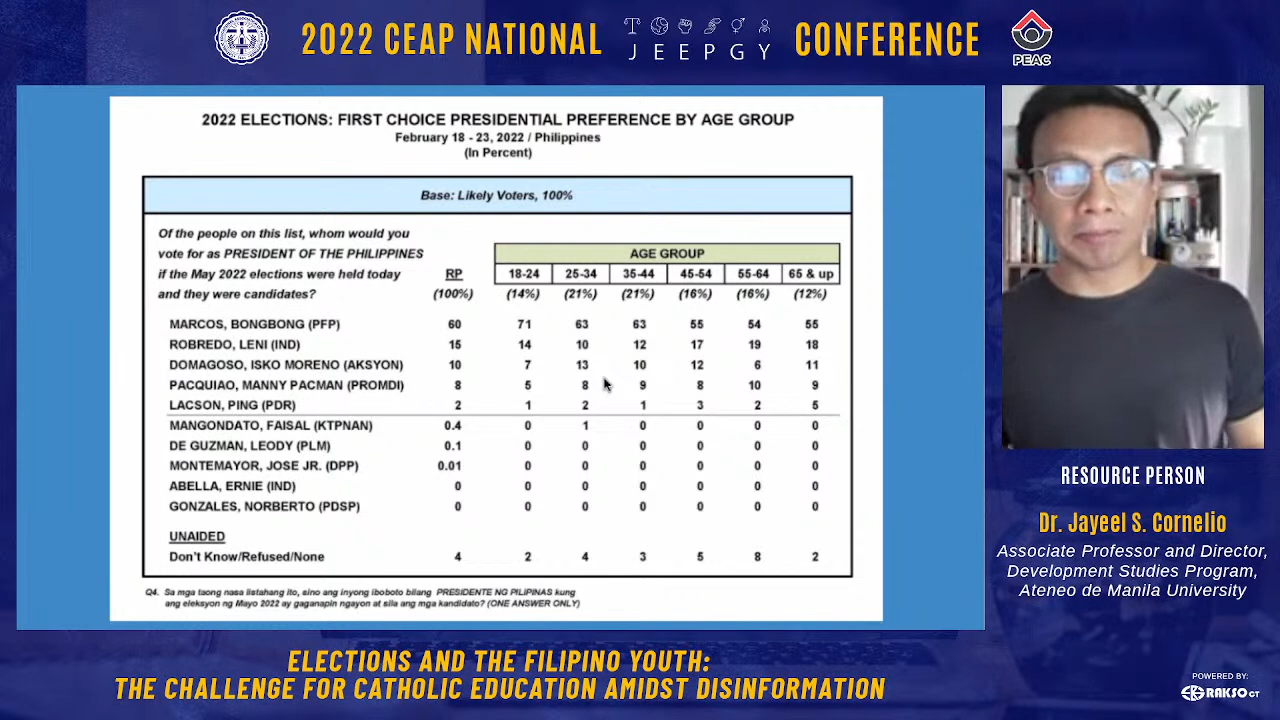 2022 CEAP NATIONAL JEEPGY CONFERENCE
PEAC
2022 ELECTIONS: FIRST CHOICE PRESIDENTIAL PREFERENCE BY AGE GROUP
February 18 - 23, 2022 / Philippines
(In Percent)
Base: Likely Voters, 100%
Of the people on this list, whom would you
vote for as PRESIDENT OF THE PHILIPPINES
if the May 2022 elections were held today
and they were candidates?
AGE GROUP
RP 18-24 25-34 35-44 45-54 55-64 65 & up
(100%) (14%) (21%) (21%) (16%) (16%) (12%)
MARCOS, BONGBONG (PFP) 60 71 63 63 55 54 55
ROBREDO, LENI (IND) 15 14 10 12 17 19 18
DOMAGOSO, ISKO MORENO (AKSYON) 10 7 13 10 12 6 11
PACQUIAO, MANNY PACMAN (PROMDI) 8 5 8 9 8 10 9
LACSON, PING (PDR) 2 1 2 1 3 2 5
MANGONDATO, FAISAL (KTPNAN) 0.4 0 1 0 0 0 0
DE GUZMAN, LEODY (PLM) 0.1 0 0 0 0 0 0
MONTEMAYOR, JOSE JR. (DPP) 0.01 0 0 0 0 0 0
ABELLA, ERNIE (IND) 0 0 0 0 0 0 0
GONZALES, NORBERTO (PDSP) 0 0 0 0 0 0 0
UNAIDED
Don't Know/Refused/None 4 2 4 3 5 8 2
Q4. Sa mga taong nasa listahang ito, sino ang inyong iboboto bilang PRESIDENTE NG PILIPINAS kung
ang eleksyon ng Mayo 2022 ay gaganapin ngayon at sila ang mga kandidato? (ONE ANSWER ONLY)
RESOURCE PERSON
Dr. Jayeel S. Cornelio
Associate Professor and Director,
Development Studies Program,
Ateneo de Manila University
ELECTIONS AND THE FILIPINO YOUTH:
THE CHALLENGE FOR CATHOLIC EDUCATION AMIDST DISINFORMATION
POWERED BY:
RAKSO CT